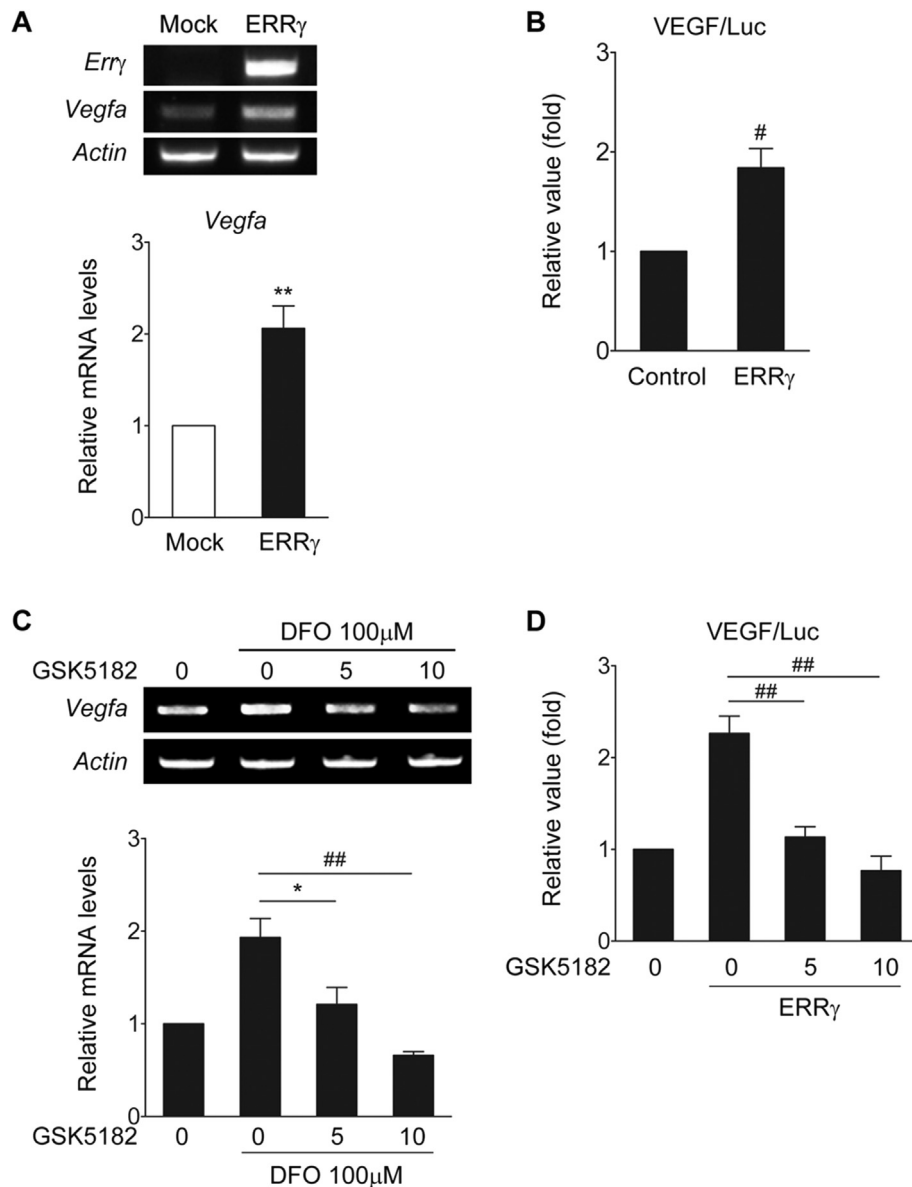 A
Mock ERRγ
Errγ
Vegfa
Actin
Vegfa
Relative mRNA levels
3
2
1
0
**
Mock ERRγ
B
VEGF/Luc
Relative value (fold)
3
2
1
0
#
Control ERRγ
C
DFO 100μM
GSK5182 0 0 5 10
Vegfa
Actin
Relative mRNA levels
3
2
1
0
##
*
GSK5182 0 0 5 10
DFO 100μM
D
VEGF/Luc
Relative value (fold)
3
2
1
0
##
##
GSK5182 0 0 5 10
ERRγ